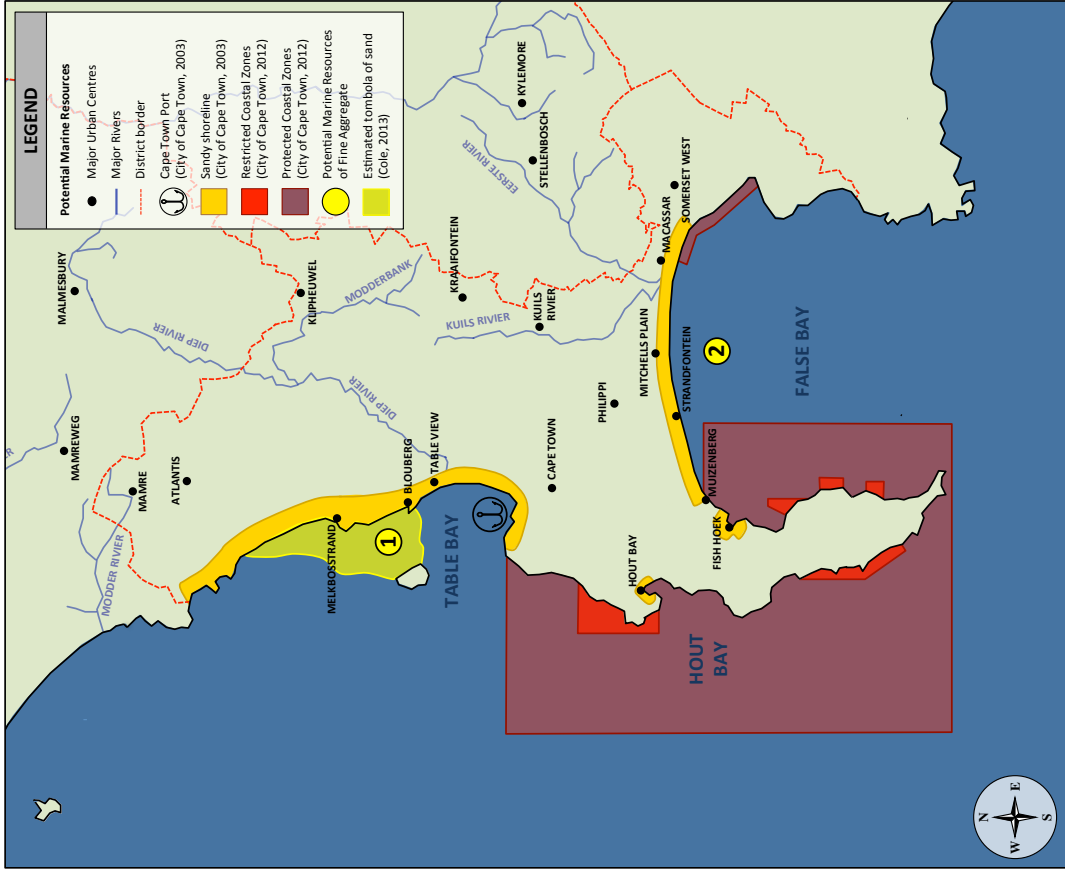 LEGEND
Potential Marine Resources
Major Urban Centres
Major Rivers
District border
Cape Town Port
(City of Cape Town, 2003)
Sandy shoreline
(City of Cape Town, 2003)
Restricted Coastal Zones
(City of Cape Town, 2012)
Protected Coastal Zones
(City of Cape Town, 2012)
Potential Marine Resources
of Fine Aggregate
Estimated tombola of sand
(Cole, 2013)
MALMESBURY
MAMREWEG
MAMRE
ATLANTIS
MODDER RIVIER
DIEP RIVIER
KLIPHEUWEL
MODDERBANK
KRAAIFONTEIN
KUILS RIVIER
KUILS
RIVIER
EERSTE RIVIER
KYLEMORE
STELLENBOSCH
DIEP RIVIER
MELKBOSSTRAND
BLOUBERG
TABLE VIEW
1
TABLE BAY
CAPE TOWN
PHILIPPI
MITCHELLS PLAIN
MACASSAR
SOMERSET WEST
STRANDFONTEIN
2
FALSE BAY
MUIZENBERG
FISH HOEK
HOUT BAY
HOUT
BAY
N
W
E
S